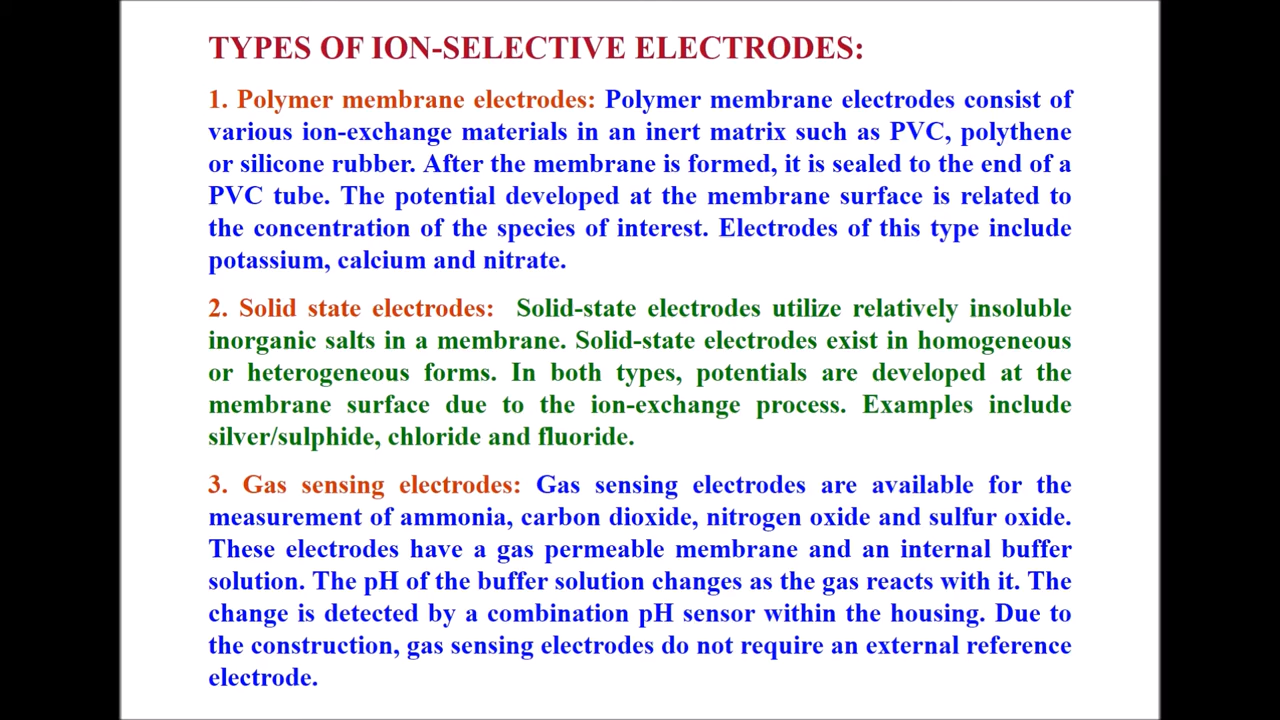 TYPES OF ION-SELECTIVE ELECTRODES:
1. Polymer membrane electrodes: Polymer membrane electrodes consist of
various ion-exchange materials in an inert matrix such as PVC, polythene
or silicone rubber. After the membrane is formed, it is sealed to the end of a
PVC tube. The potential developed at the membrane surface is related to
the concentration of the species of interest. Electrodes of this type include
potassium, calcium and nitrate.
2. Solid state electrodes: Solid-state electrodes utilize relatively insoluble
inorganic salts in a membrane. Solid-state electrodes exist in homogeneous
or heterogeneous forms. In both types, potentials are developed at the
membrane surface due to the ion-exchange process. Examples include
silver/sulphide, chloride and fluoride.
3. Gas sensing electrodes: Gas sensing electrodes are available for the
measurement of ammonia, carbon dioxide, nitrogen oxide and sulfur oxide.
These electrodes have a gas permeable membrane and an internal buffer
solution. The pH of the buffer solution changes as the gas reacts with it. The
change is detected by a combination pH sensor within the housing. Due to
the construction, gas sensing electrodes do not require an external reference
electrode.